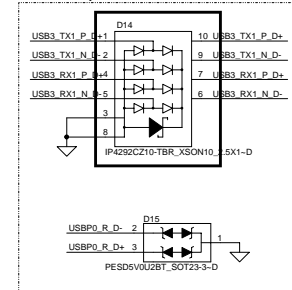 D14
USB3_TX1_P_D+ 1 10 USB3_TX1_P_D+
USB3_TX1_N_D- 2 9 USB3_TX1_N_D-
USB3_RX1_P_D+ 4 7 USB3_RX1_P_D+
USB3_RX1_N_D- 5 6 USB3_RX1_N_D-
3
8
IP4292CZ10-TBR_XSON10_2.5X1~D
D15
USBP0_R_D- 2
1
USBP0_R_D+ 3
PESD5V0U2BT_SOT23-3~D